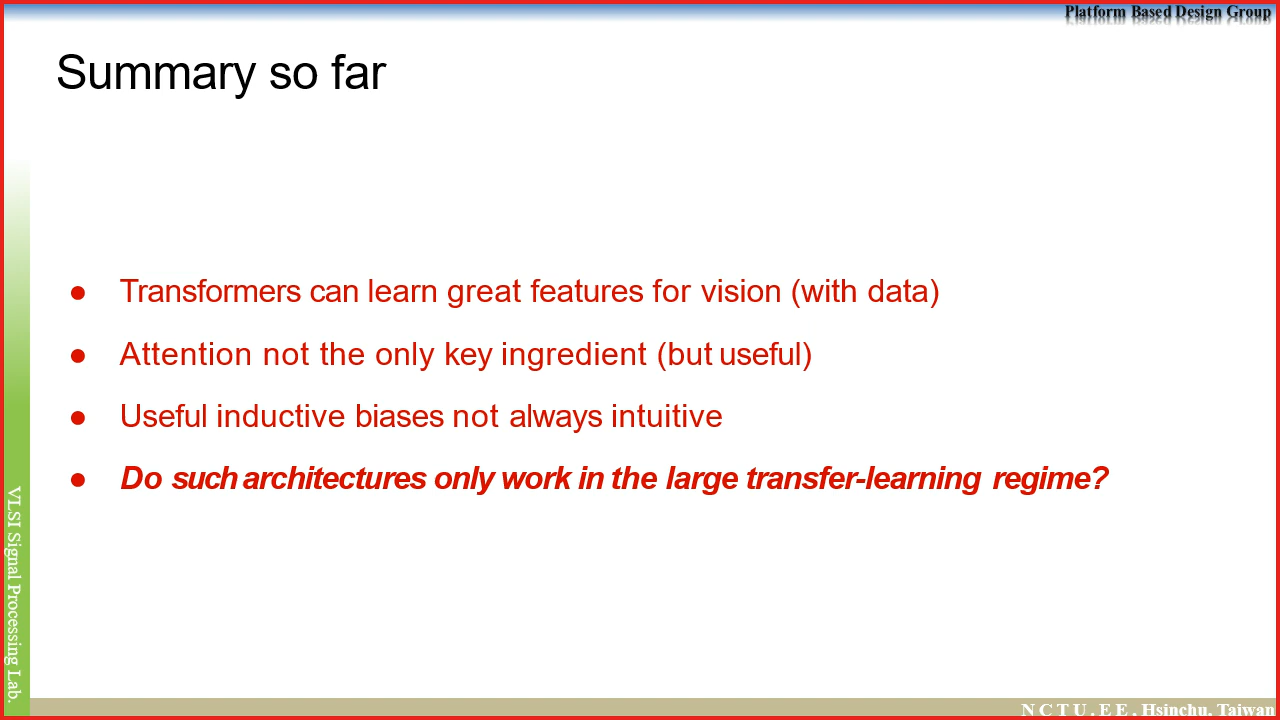 Platform Based Design Group
Summary so far
● Transformers can learn great features for vision (with data)
● Attention not the only key ingredient (but useful)
● Useful inductive biases not always intuitive
● Do such architectures only work in the large transfer-learning regime?
VLSI Signal Processing Lab.
N C T U . E E , Hsinchu, Taiwan